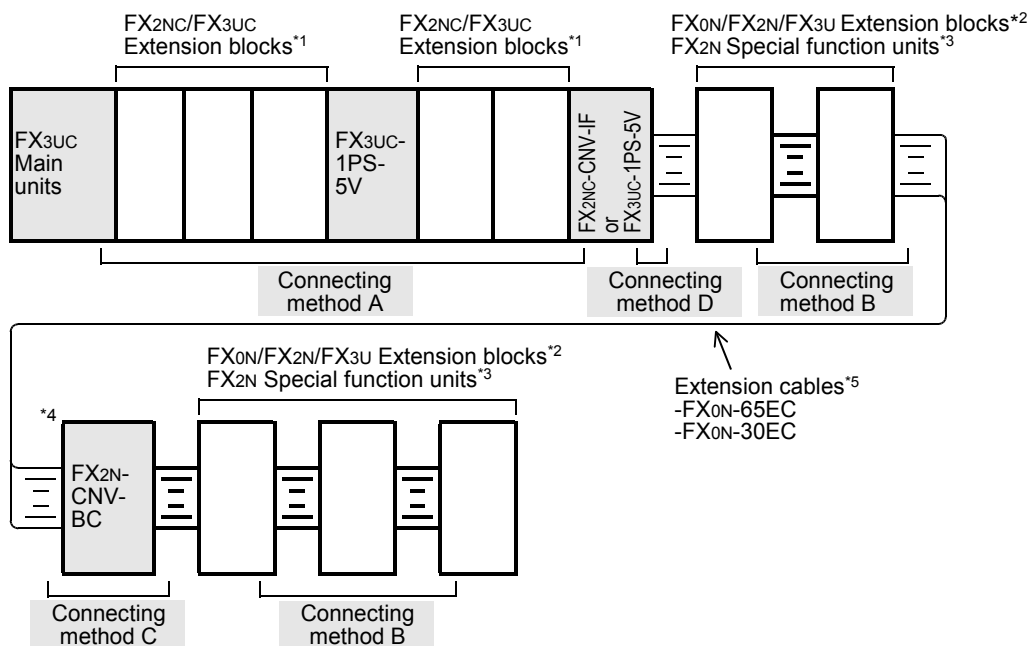 FX2NC/FX3UC
Extension blocks*1
FX2NC/FX3UC
Extension blocks*1
FX0N/FX2N/FX3U Extension blocks*2
FX2N Special function units*3
FX3UC
Main
units
FX3UC-
1PS-
5V
FX2NC-CNV-IF
or
FX3UC-1PS-5V
Connecting
method A
Connecting
method D
Connecting
method B
FX0N/FX2N/FX3U Extension blocks*2
FX2N Special function units*3
Extension cables*5
-FX0N-65EC
-FX0N-30EC
*4
FX2N-
CNV-
BC
Connecting
method C
Connecting
method B